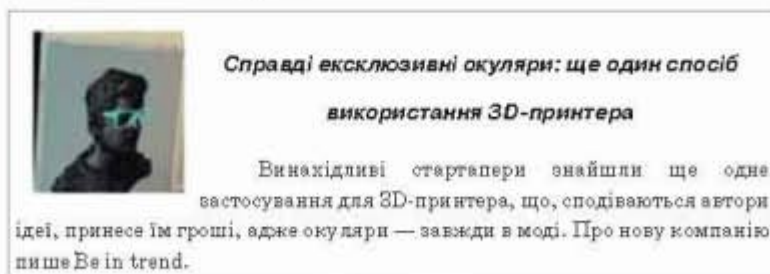 Справді ексклюзивні окуляри: ще один спосіб
використання 3D-принтера
Винахідливі стартапери знайшли ще одне
застосування для 3D-принтера, що, сподіваються автори
ідеї, принесе їм гроші, адже окуляри — завжди в моді. Про нову компанію
пише Be in trend.